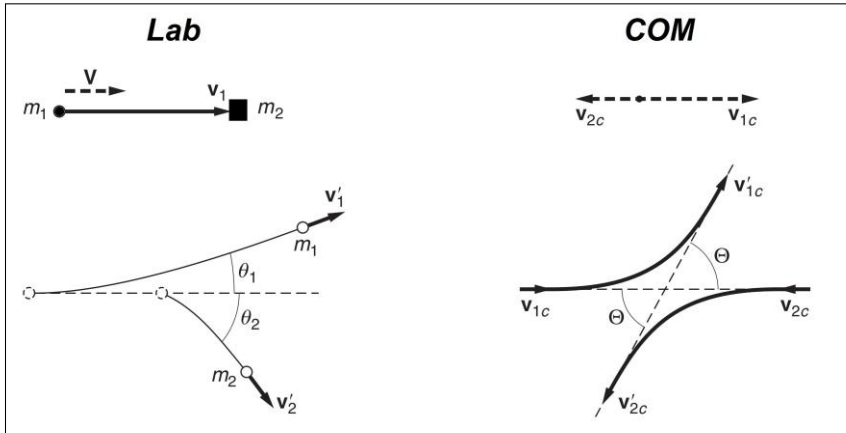 Lab
COM
V
v₁
m₁
m₂
v₂c
v₁c
v′₁
m₁
θ₁
θ₂
m₂
v′₂
v′₁c
Θ
v₁c
Θ
v₂c
v′₂c